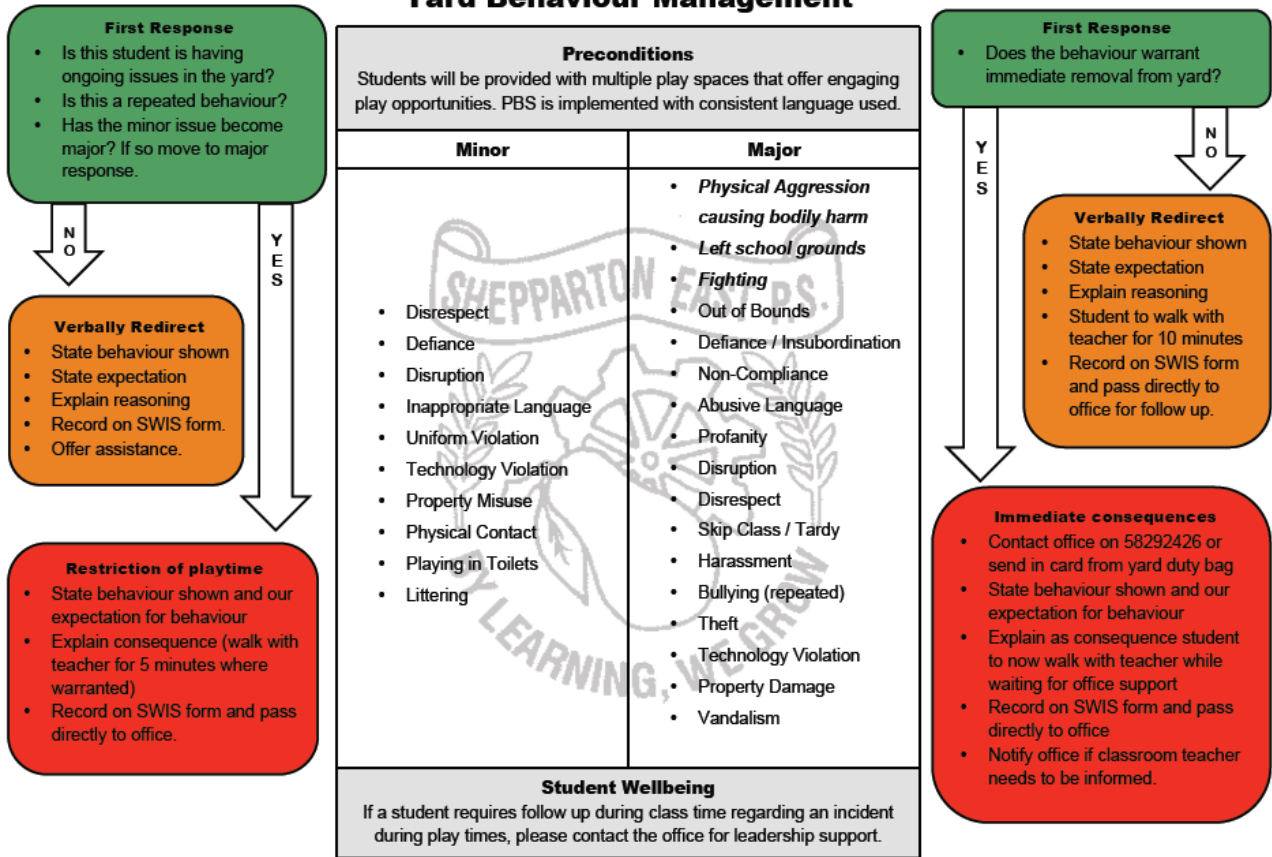 Yard Behaviour Management
First Response
• Is this student is having
ongoing issues in the yard?
• Is this a repeated behaviour?
• Has the minor issue become
major? If so move to major
response.
NO
YES
Verbally Redirect
• State behaviour shown
• State expectation
• Explain reasoning
• Record on SWIS form.
• Offer assistance.
Restriction of playtime
• State behaviour shown and our
expectation for behaviour
• Explain consequence (walk with
teacher for 5 minutes where
warranted)
• Record on SWIS form and pass
directly to office.
Preconditions
Students will be provided with multiple play spaces that offer engaging
play opportunities. PBS is implemented with consistent language used.
Minor
• Disrespect
• Defiance
• Disruption
• Inappropriate Language
• Uniform Violation
• Technology Violation
• Property Misuse
• Physical Contact
• Playing in Toilets
• Littering
Major
• Physical Aggression
causing bodily harm
• Left school grounds
• Fighting
• Out of Bounds
• Defiance / Insubordination
• Non-Compliance
• Abusive Language
• Profanity
• Disruption
• Disrespect
• Skip Class / Tardy
• Harassment
• Bullying (repeated)
• Theft
• Technology Violation
• Property Damage
• Vandalism
SHEPPARTON EAST P.S.
BY LEARNING, WE GROW
Student Wellbeing
If a student requires follow up during class time regarding an incident
during play times, please contact the office for leadership support.
First Response
• Does the behaviour warrant
immediate removal from yard?
YES
NO
Verbally Redirect
• State behaviour shown
• State expectation
• Explain reasoning
• Student to walk with
teacher for 10 minutes
• Record on SWIS form
and pass directly to
office for follow up.
Immediate consequences
• Contact office on 58292426 or
send in card from yard duty bag
• State behaviour shown and our
expectation for behaviour
• Explain as consequence student
to now walk with teacher while
waiting for office support
• Record on SWIS form and pass
directly to office
• Notify office if classroom teacher
needs to be informed.